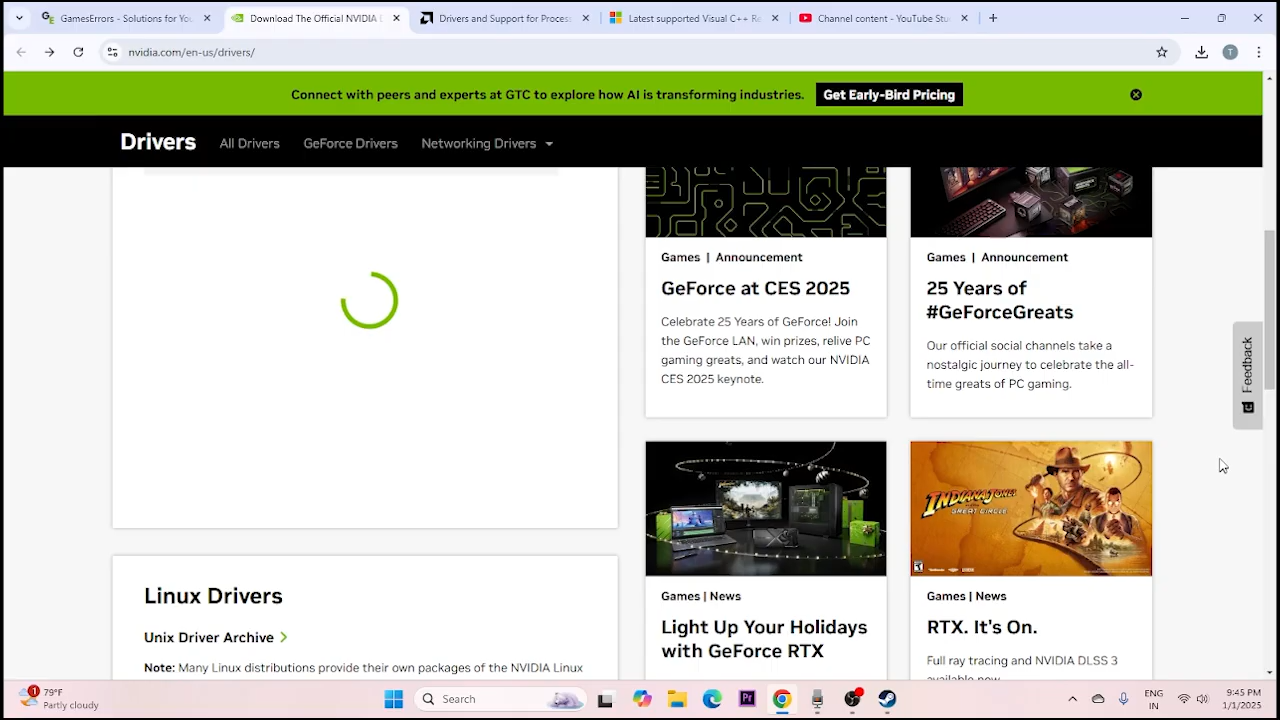 GamesErrors - Solutions for You
Download The Official NVIDIA D
Drivers and Support for Process
Latest supported Visual C++ Re
Channel content - YouTube Stu
nvidia.com/en-us/drivers/
T
Connect with peers and experts at GTC to explore how AI is transforming industries.
Get Early-Bird Pricing
Drivers
All Drivers
GeForce Drivers
Networking Drivers
Games | Announcement
GeForce at CES 2025
Celebrate 25 Years of GeForce! Join
the GeForce LAN, win prizes, relive PC
gaming greats, and watch our NVIDIA
CES 2025 keynote.
Games | Announcement
25 Years of
#GeForceGreats
Our official social channels take a
nostalgic journey to celebrate the all-
time greats of PC gaming.
Feedback
INDIANA JONES
Games | News
Light Up Your Holidays
with GeForce RTX
Games | News
RTX. It's On.
Full ray tracing and NVIDIA DLSS 3
available now.
Linux Drivers
Unix Driver Archive
Note: Many Linux distributions provide their own packages of the NVIDIA Linux
1
79°F
Partly cloudy
Search
Pr
ENG
IN
9:45 PM
1/1/2025